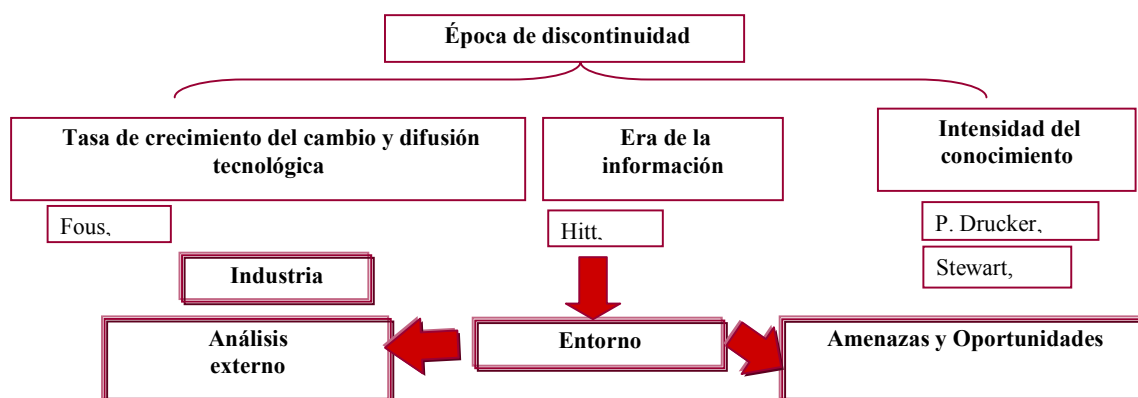 Época de discontinuidad
Tasa de crecimiento del cambio y difusión
tecnológica
Era de la
información
Intensidad del
conocimiento
Fous,
Hitt,
P. Drucker,
Stewart,
Industria
Análisis
externo
Entorno
Amenazas y Oportunidades